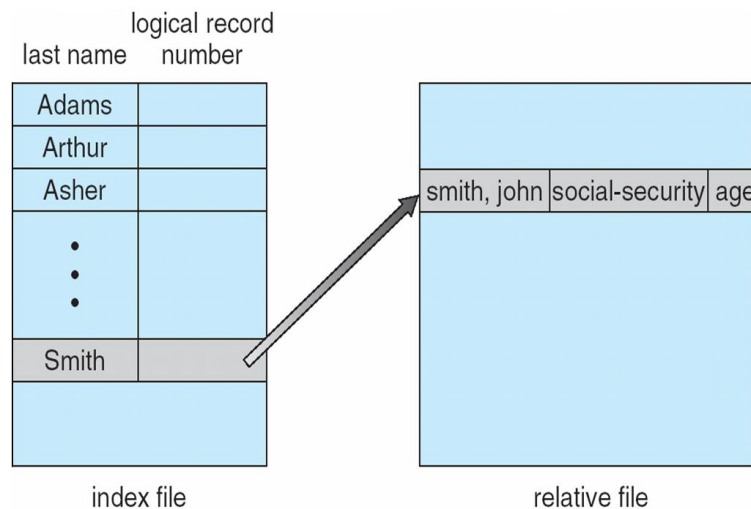 logical record
last name number
Adams
Arthur
Asher
smith, john social-security age
Smith
index file relative file